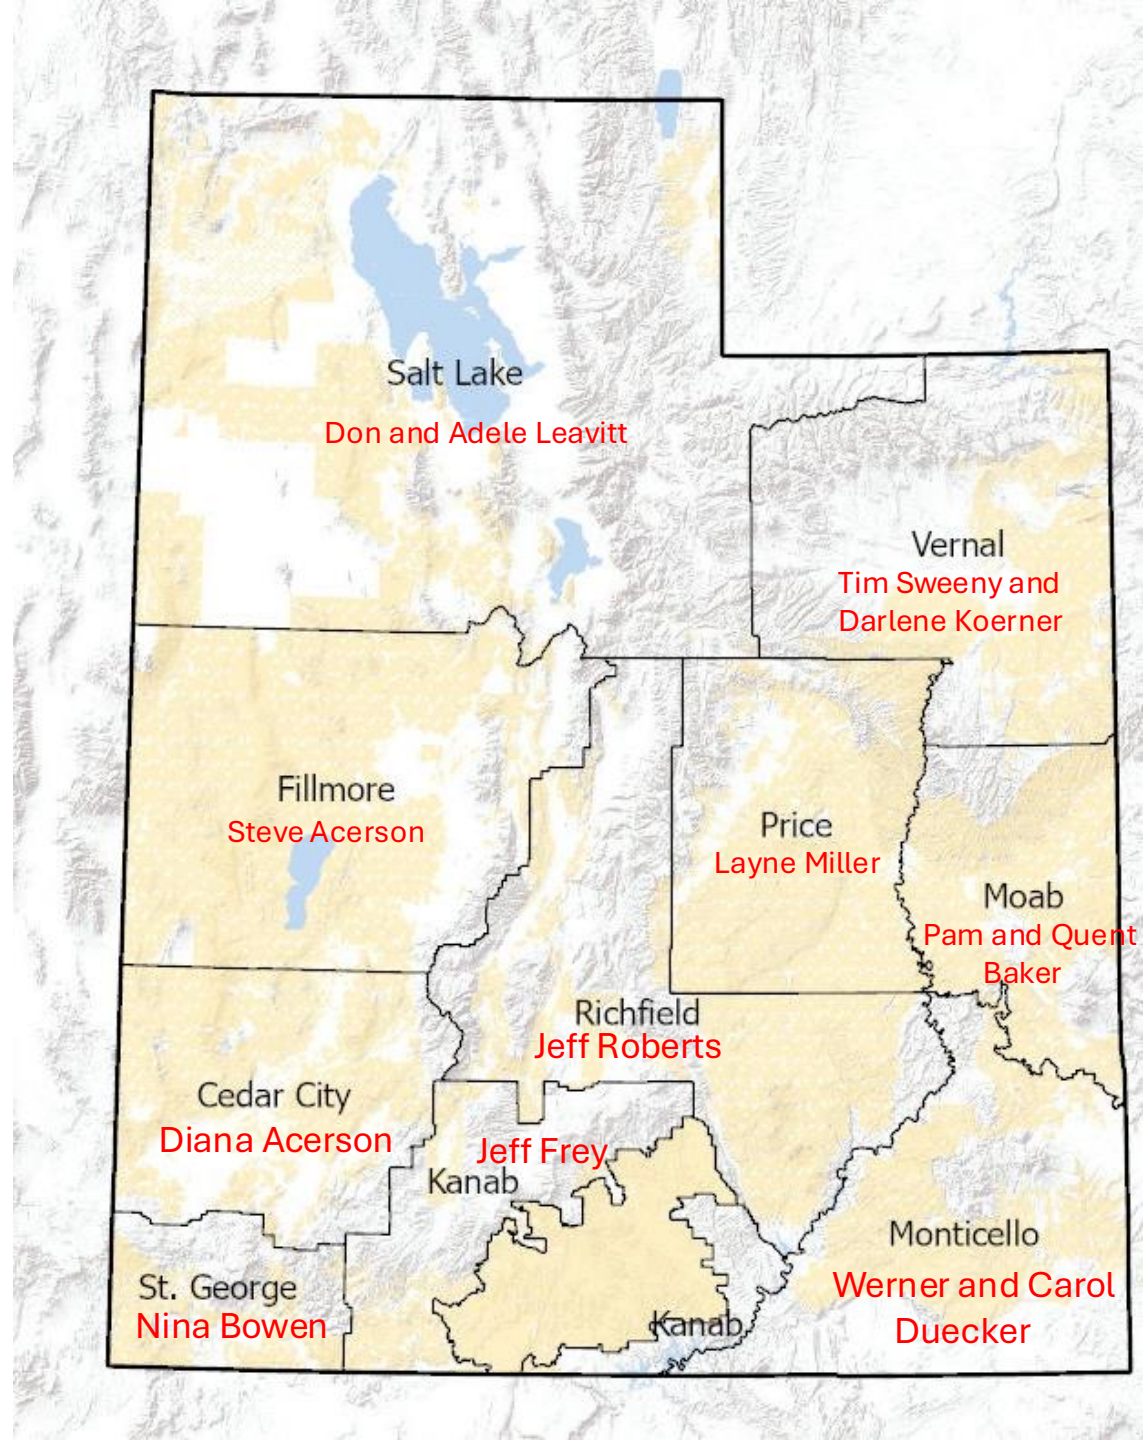 Salt Lake
Don and Adele Leavitt
Vernal
Tim Sweeny and
Darlene Koerner
Fillmore
Steve Acerson
Price
Layne Miller
Moab
Pam and Quent
Baker
Richfield
Jeff Roberts
Cedar City
Diana Acerson
Jeff Frey
Kanab
Monticello
Werner and Carol
Duecker
St. George
Nina Bowen
Kanab